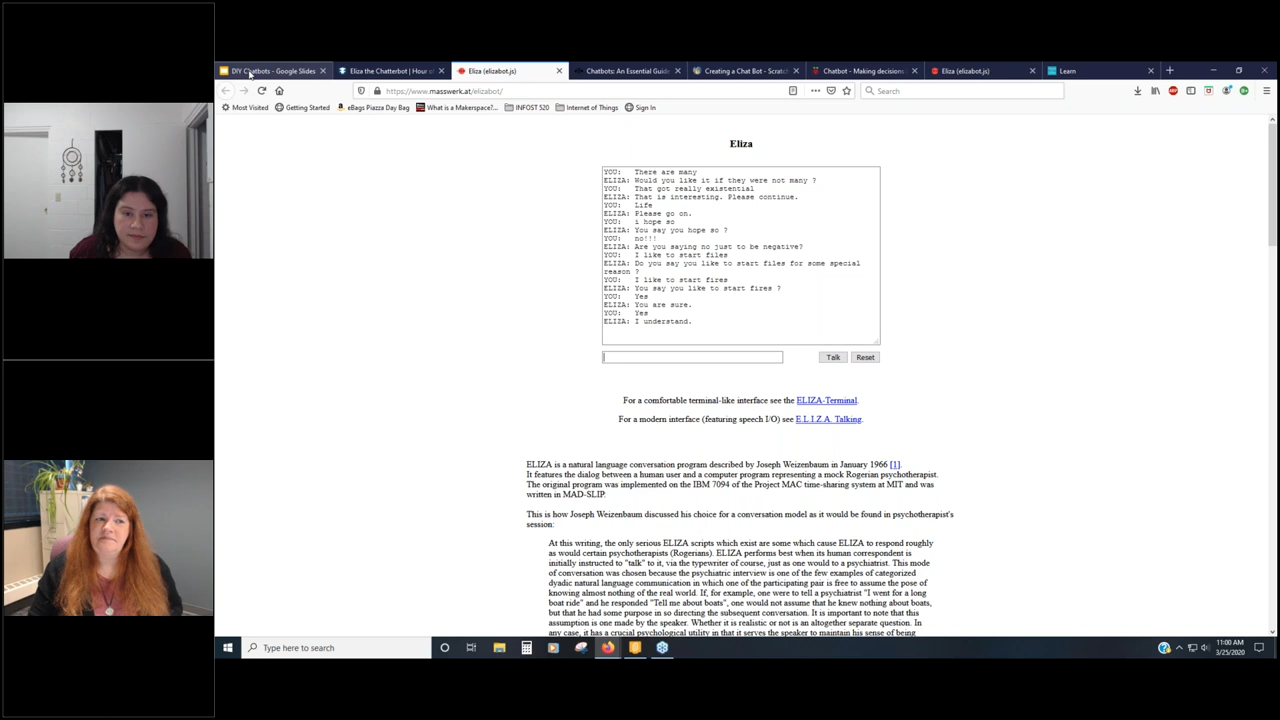 DIY Chatbots - Google Slides
Eliza the Chatterbot | Hour o
Eliza (elizabot.js)
Chatbots: An Essential Guide
Creating a Chat Bot - Scratch
Chatbot - Making decisions
Eliza (elizabot.js)
Learn
https://www.masswerk.at/elizabot/
Search
Most Visited
Getting Started
eBags Piazza Day Bag
What is a Makerspace?...
INFOST 520
Internet of Things
Sign In
Eliza
YOU: There are many
ELIZA: Would you like it if they were not many ?
YOU: That got really existential
ELIZA: That is interesting. Please continue.
YOU: Life
ELIZA: Please go on.
YOU: i hope so
ELIZA: You say you hope so ?
YOU: no!!!
ELIZA: Are you saying no just to be negative?
YOU: I like to start files
ELIZA: Do you say you like to start files for some special
reason ?
YOU: I like to start fires
ELIZA: You say you like to start fires ?
YOU: Yes
ELIZA: You are sure.
YOU: Yes
ELIZA: I understand.
Talk
Reset
For a comfortable terminal-like interface see the ELIZA-Terminal.
For a modern interface (featuring speech I/O) see E.L.I.Z.A. Talking.
ELIZA is a natural language conversation program described by Joseph Weizenbaum in January 1966 [1].
It features the dialog between a human user and a computer program representing a mock Rogerian psychotherapist.
The original program was implemented on the IBM 7094 of the Project MAC time-sharing system at MIT and was
written in MAD-SLIP.
This is how Joseph Weizenbaum discussed his choice for a conversation model as it would be found in psychotherapist's
session:
At this writing, the only serious ELIZA scripts which exist are some which cause ELIZA to respond roughly
as would certain psychotherapists (Rogerians). ELIZA performs best when its human correspondent is
initially instructed to "talk" to it, via the typewriter of course, just as one would to a psychiatrist. This mode
of conversation was chosen because the psychiatric interview is one of the few examples of categorized
dyadic natural language communication in which one of the participating pair is free to assume the pose of
knowing almost nothing of the real world. If, for example, one were to tell a psychiatrist "I went for a long
boat ride" and he responded "Tell me about boats", one would not assume that he knew nothing about boats,
but that he had some purpose in so directing the subsequent conversation. It is important to note that this
assumption is one made by the speaker. Whether it is realistic or not is an altogether separate question. In
any case, it has a crucial psychological utility in that it serves the speaker to maintain his sense of being
Type here to search
11:00 AM
3/25/2020